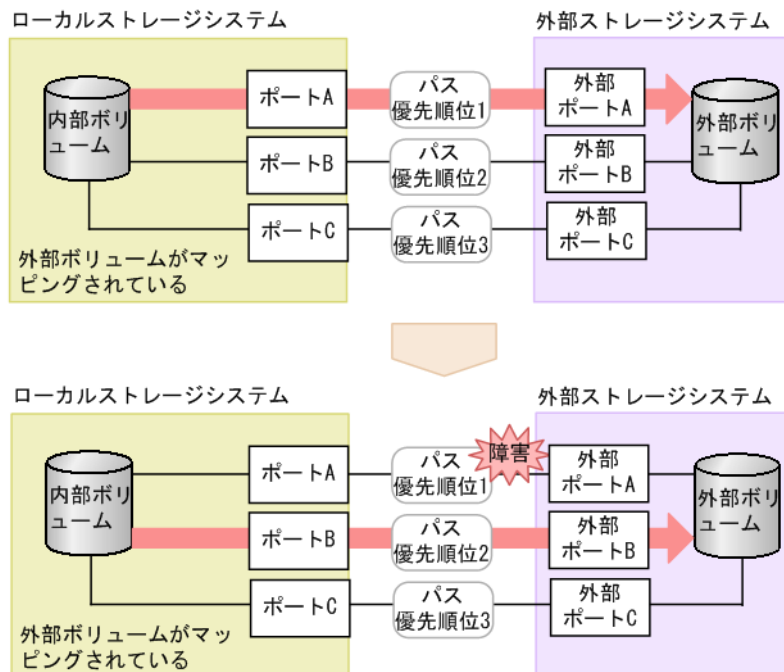 ローカルストレージシステム
外部ストレージシステム
内部ボリ
ューム
ポートA
パス
優先順位1
外部
ポートA
外部ボリ
ューム
ポートB
パス
優先順位2
外部
ポートB
ポートC
パス
優先順位3
外部
ポートC
外部ボリュームがマッ
ピングされている
ローカルストレージシステム
外部ストレージシステム
内部ボリ
ューム
ポートA
パス
優先順位1
障害
外部
ポートA
外部ボリ
ューム
ポートB
パス
優先順位2
外部
ポートB
ポートC
パス
優先順位3
外部
ポートC
外部ボリュームがマッ
ピングされている